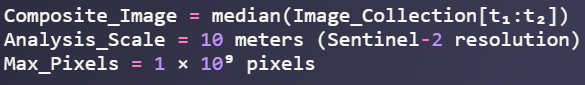 Composite_Image = median(Image_Collection[t₁:t₂])
Analysis_Scale = 10 meters (Sentinel-2 resolution)
Max_Pixels = 1 × 10⁹ pixels